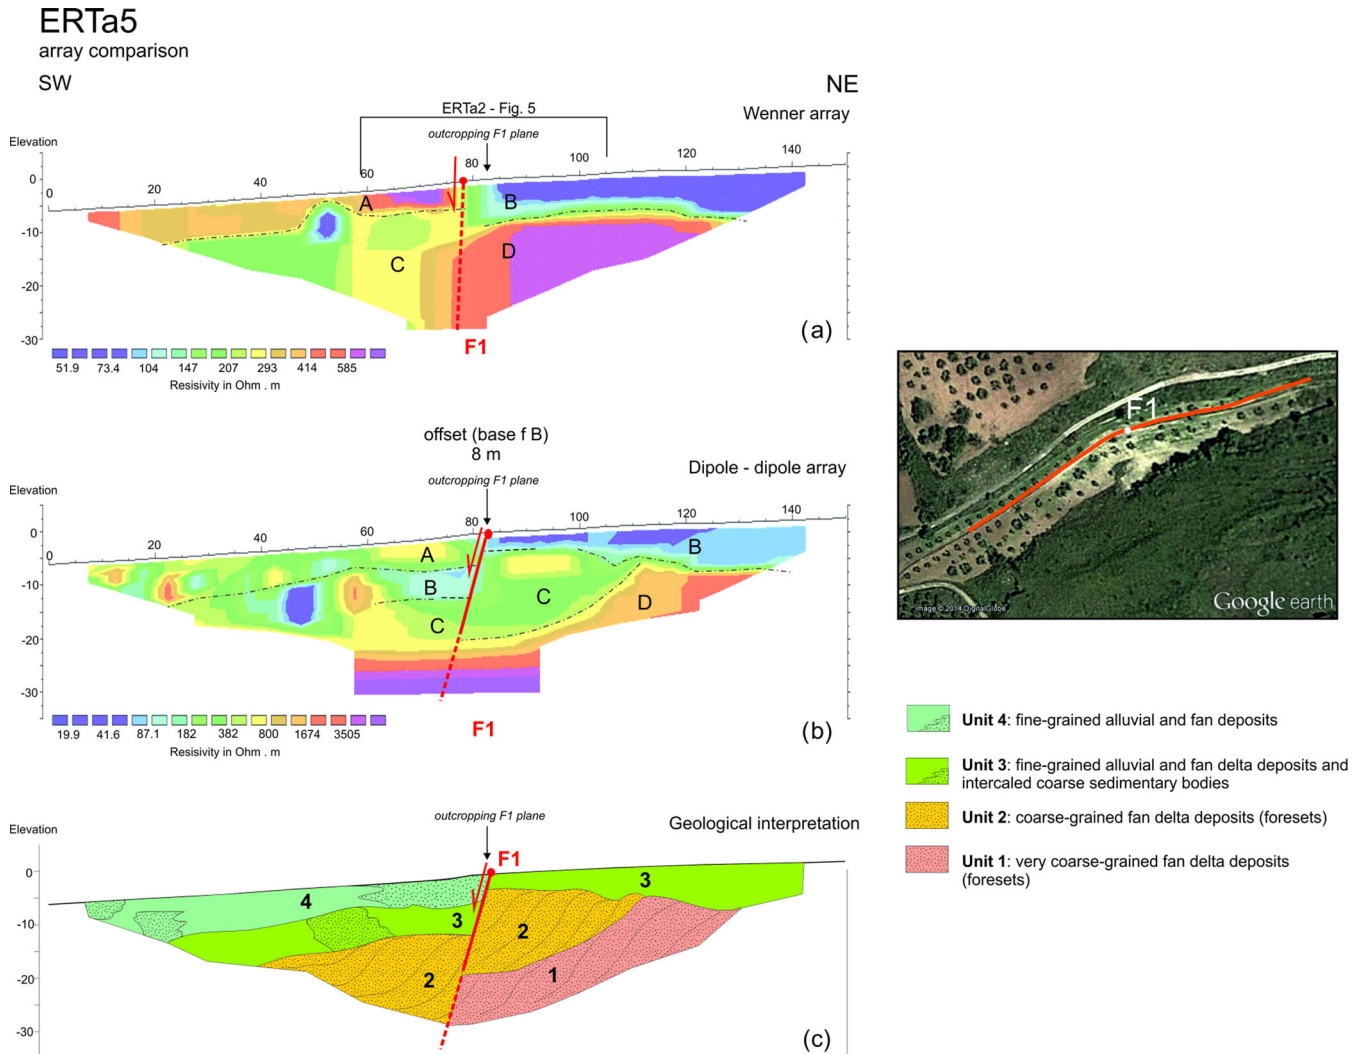 ERTa5
array comparison
SW
NE
ERTa2 - Fig. 5
Wenner array
outcropping F1 plane
Elevation
0 20 40 60 80 100 120 140
0
-10
-20
-30
A
B
C
D
F1
(a)
51.9 73.4 104 147 207 293 414 585
Resisivity in Ohm . m
offset (base f B)
8 m
Dipole - dipole array
outcropping F1 plane
Elevation
0 20 40 60 80 100 120 140
0
-10
-20
-30
A
B
B
C
C
D
F1
(b)
19.9 41.6 87.1 182 382 800 1674 3505
Resisivity in Ohm . m
outcropping F1 plane
Geological interpretation
Elevation
F1
0
-10
-20
-30
4
3
3
2
2
1
(c)
F1
Image © 2014 DigitalGlobe
Google earth
Unit 4: fine-grained alluvial and fan deposits
Unit 3: fine-grained alluvial and fan delta deposits and
intercaled coarse sedimentary bodies
Unit 2: coarse-grained fan delta deposits (foresets)
Unit 1: very coarse-grained fan delta deposits
(foresets)